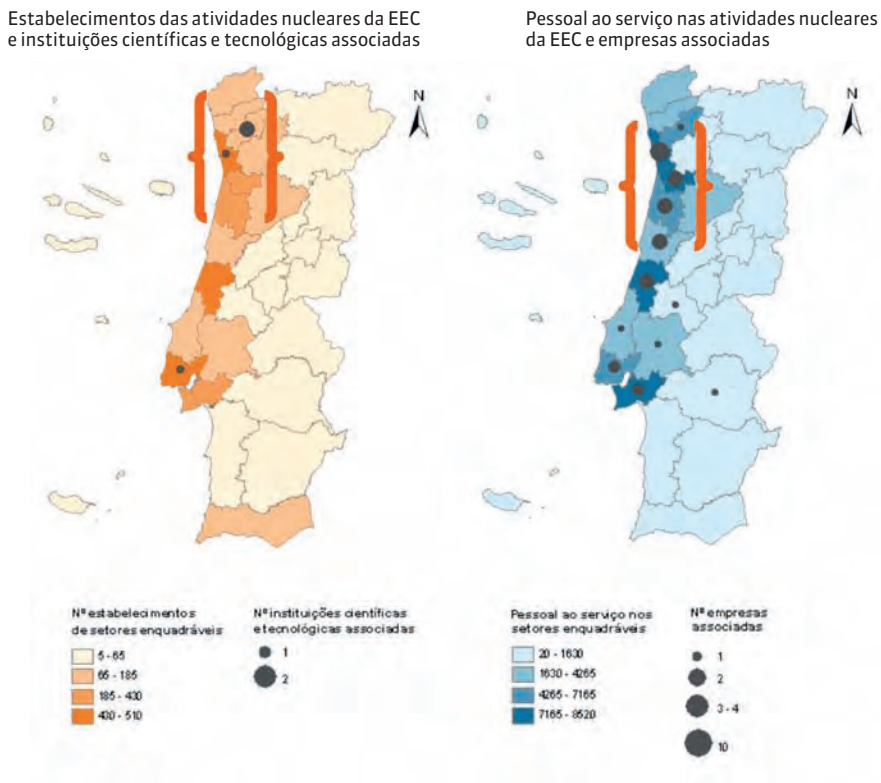 Estabelecimentos das atividades nucleares da EEC
e instituições científicas e tecnológicas associadas
Pessoal ao serviço nas atividades nucleares
da EEC e empresas associadas
N
N
Nº estabelecimentos
de setores enquadráveis
5 - 65
65 - 185
185 - 430
430 - 510
Nº instituições científicas
e tecnológicas associadas
1
2
Pessoal ao serviço nos
setores enquadráveis
20 - 1630
1630 - 4265
4265 - 7165
7165 - 8520
Nº empresas
associadas
1
2
3 - 4
10